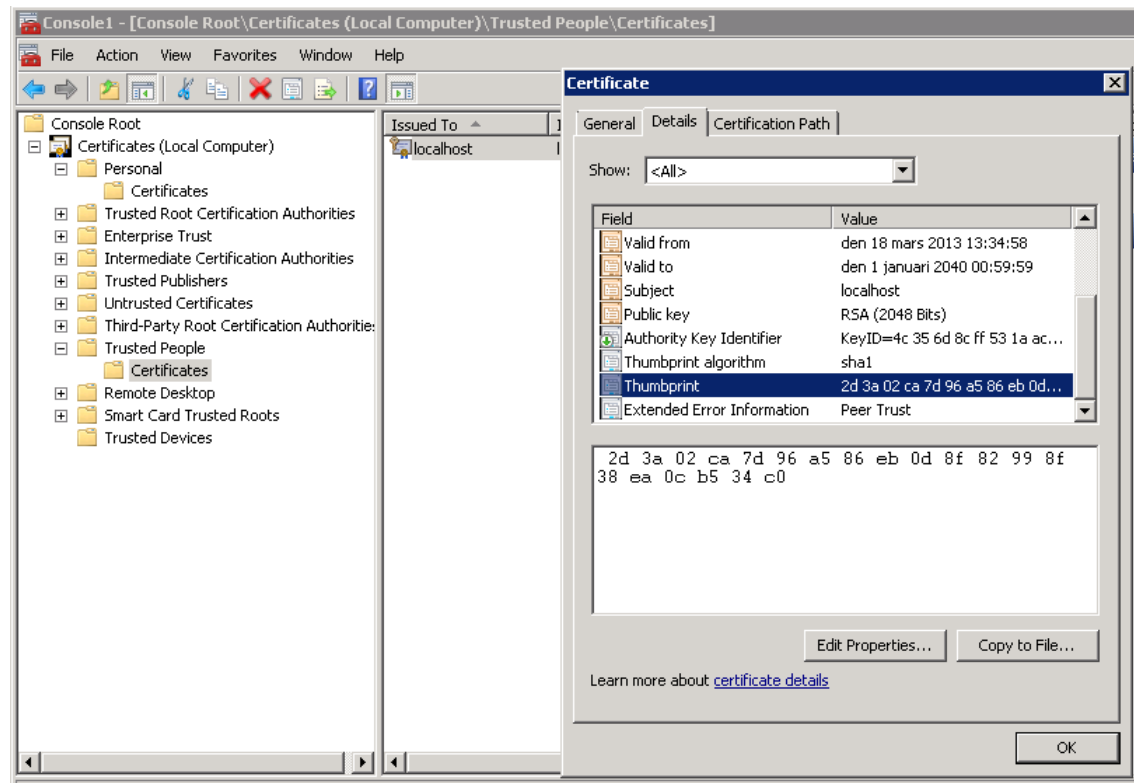 Console1 - [Console Root\Certificates (Local Computer)\Trusted People\Certificates]
File Action View Favorites Window Help
Console Root
Certificates (Local Computer)
Personal
Certificates
Trusted Root Certification Authorities
Enterprise Trust
Intermediate Certification Authorities
Trusted Publishers
Untrusted Certificates
Third-Party Root Certification Authoritie
Trusted People
Certificates
Remote Desktop
Smart Card Trusted Roots
Trusted Devices
Issued To
localhost
Certificate
General Details Certification Path
Show: <All>
Field Value
Valid from den 18 mars 2013 13:34:58
Valid to den 1 januari 2040 00:59:59
Subject localhost
Public key RSA (2048 Bits)
Authority Key Identifier KeyID=4c 35 6d 8c ff 53 1a ac...
Thumbprint algorithm sha1
Thumbprint 2d 3a 02 ca 7d 96 a5 86 eb 0d...
Extended Error Information Peer Trust
2d 3a 02 ca 7d 96 a5 86 eb 0d 8f 82 99 8f
38 ea 0c b5 34 c0
Edit Properties... Copy to File...
Learn more about certificate details
OK